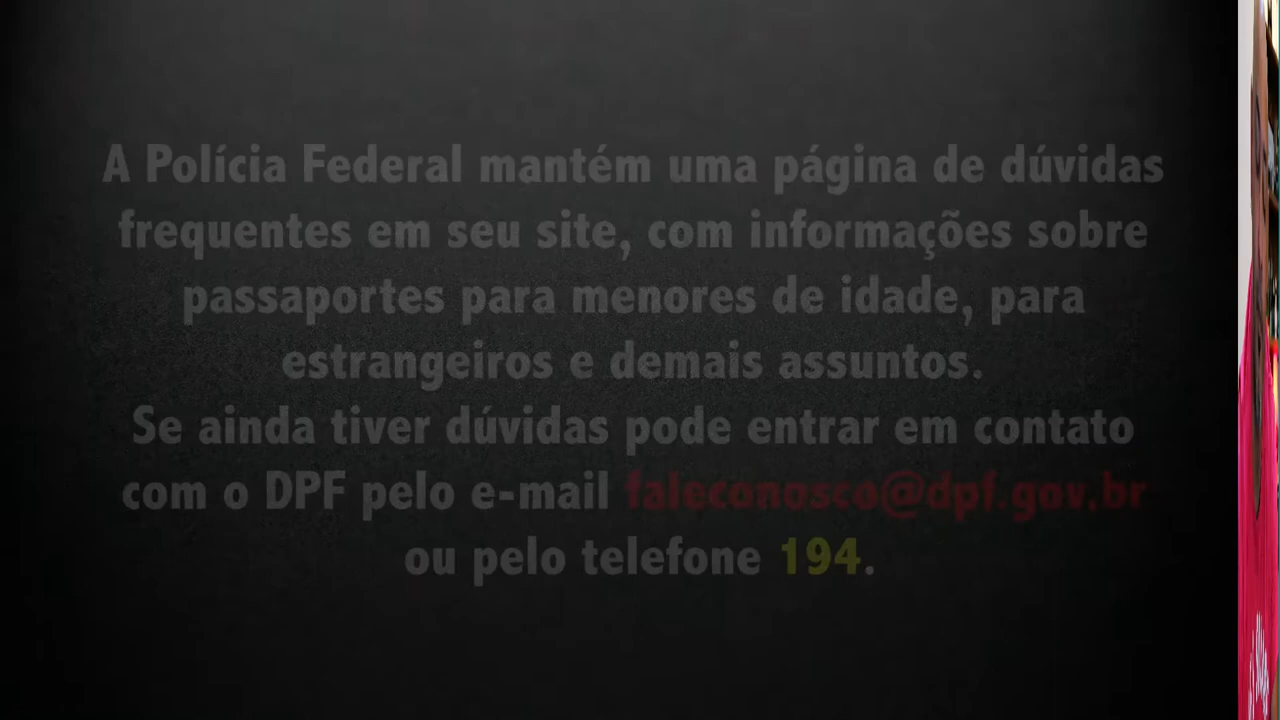 A Polícia Federal mantém uma página de dúvidas
frequentes em seu site, com informações sobre
passaportes para menores de idade, para
estrangeiros e demais assuntos.
Se ainda tiver dúvidas pode entrar em contato
com o DPF pelo e-mail faleconosco@dpf.gov.br
ou pelo telefone 194.